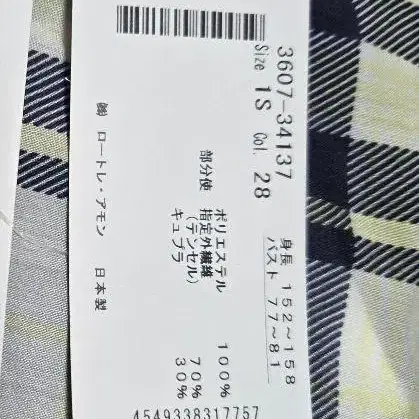 3607-34137
Size 1S Col. 28
身長 152~158
バスト 77~81
ポリエステル 100%
部分使 指定外繊維 70%
(テンセル)
キュプラ 30%
㈱ ロートレ・アモン 日本製
4549338317757